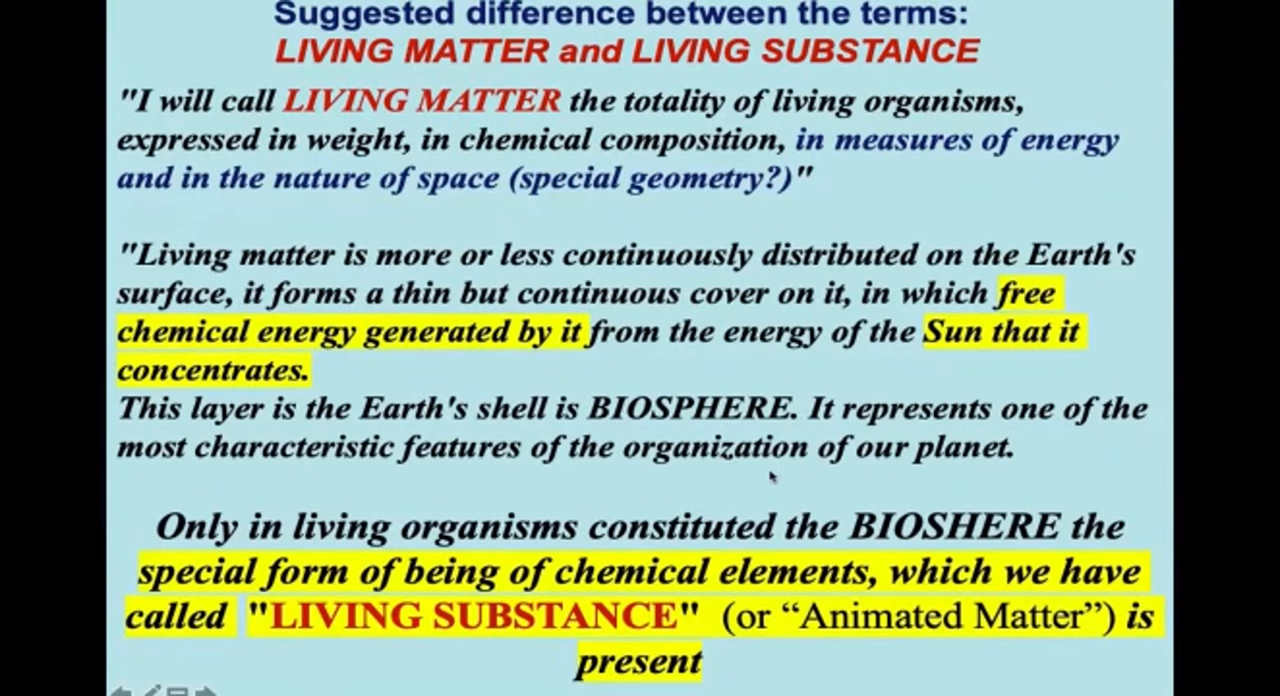 Suggested difference between the terms:
LIVING MATTER and LIVING SUBSTANCE
"I will call LIVING MATTER the totality of living organisms,
expressed in weight, in chemical composition, in measures of energy
and in the nature of space (special geometry?)"
"Living matter is more or less continuously distributed on the Earth's
surface, it forms a thin but continuous cover on it, in which free
chemical energy generated by it from the energy of the Sun that it
concentrates.
This layer is the Earth's shell is BIOSPHERE. It represents one of the
most characteristic features of the organization of our planet.
Only in living organisms constituted the BIOSHERE the
special form of being of chemical elements, which we have
called "LIVING SUBSTANCE" (or “Animated Matter”) is
present